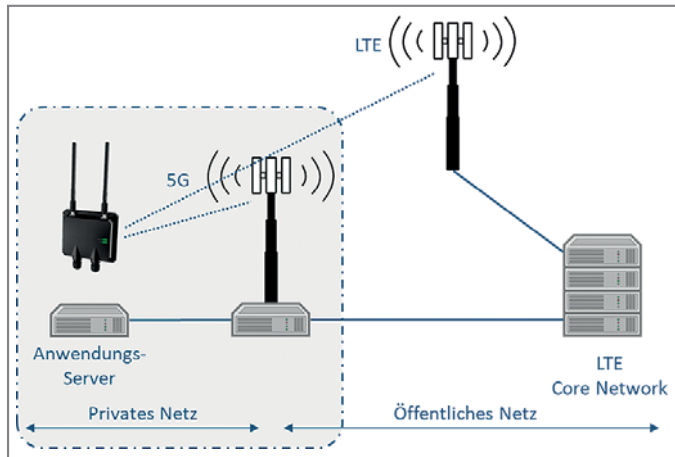 LTE
5G
Anwendungs-
Server
LTE
Core Network
Privates Netz
Öffentliches Netz